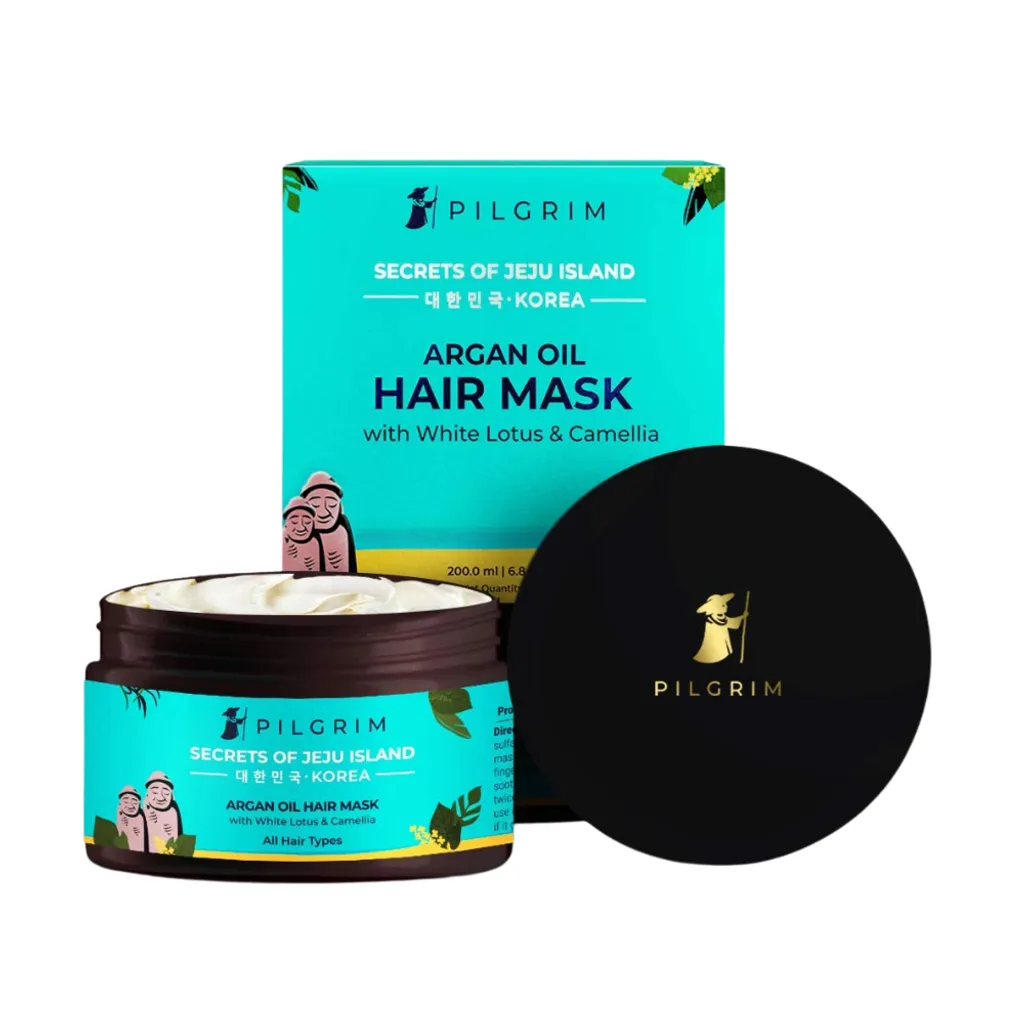 PILGRIM
SECRETS OF JEJU ISLAND
대한민국·KOREA
ARGAN OIL
HAIR MASK
with White Lotus & Camellia
200.0 ml | 6.8
Quantity
PILGRIM
PILGRIM
SECRETS OF JEJU ISLAND
대한민국·KOREA
ARGAN OIL HAIR MASK
with White Lotus & Camellia
All Hair Types